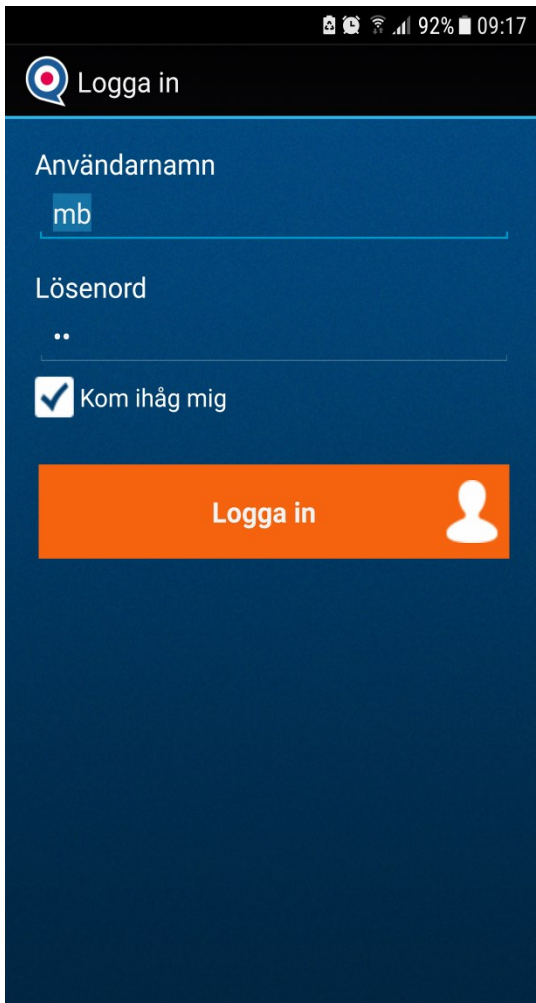 92% 09:17
Logga in
Användarnamn
mb
Lösenord
••
Kom ihåg mig
Logga in